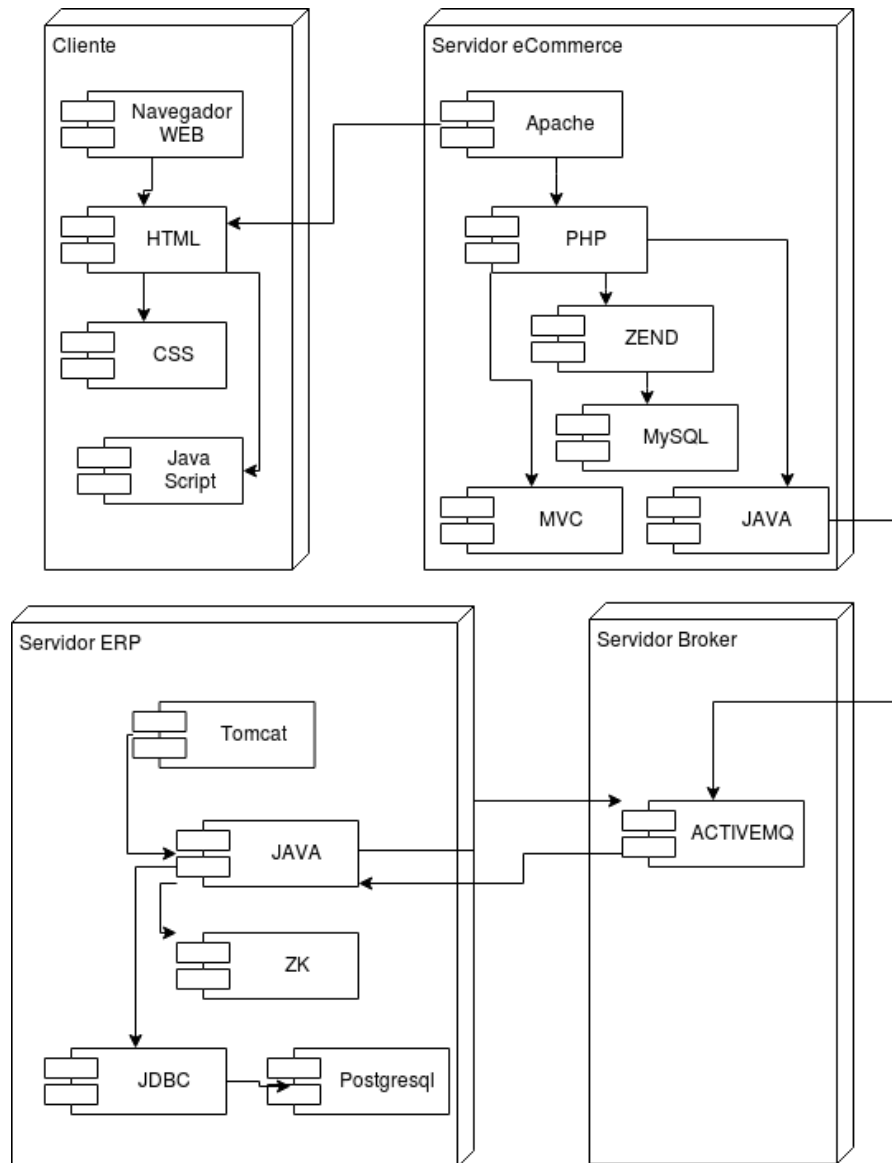 Cliente
Navegador
WEB
HTML
CSS
Java
Script
Servidor eCommerce
Apache
PHP
ZEND
MySQL
MVC
JAVA
Servidor ERP
Tomcat
JAVA
ZK
JDBC
Postgresql
Servidor Broker
ACTIVEMQ